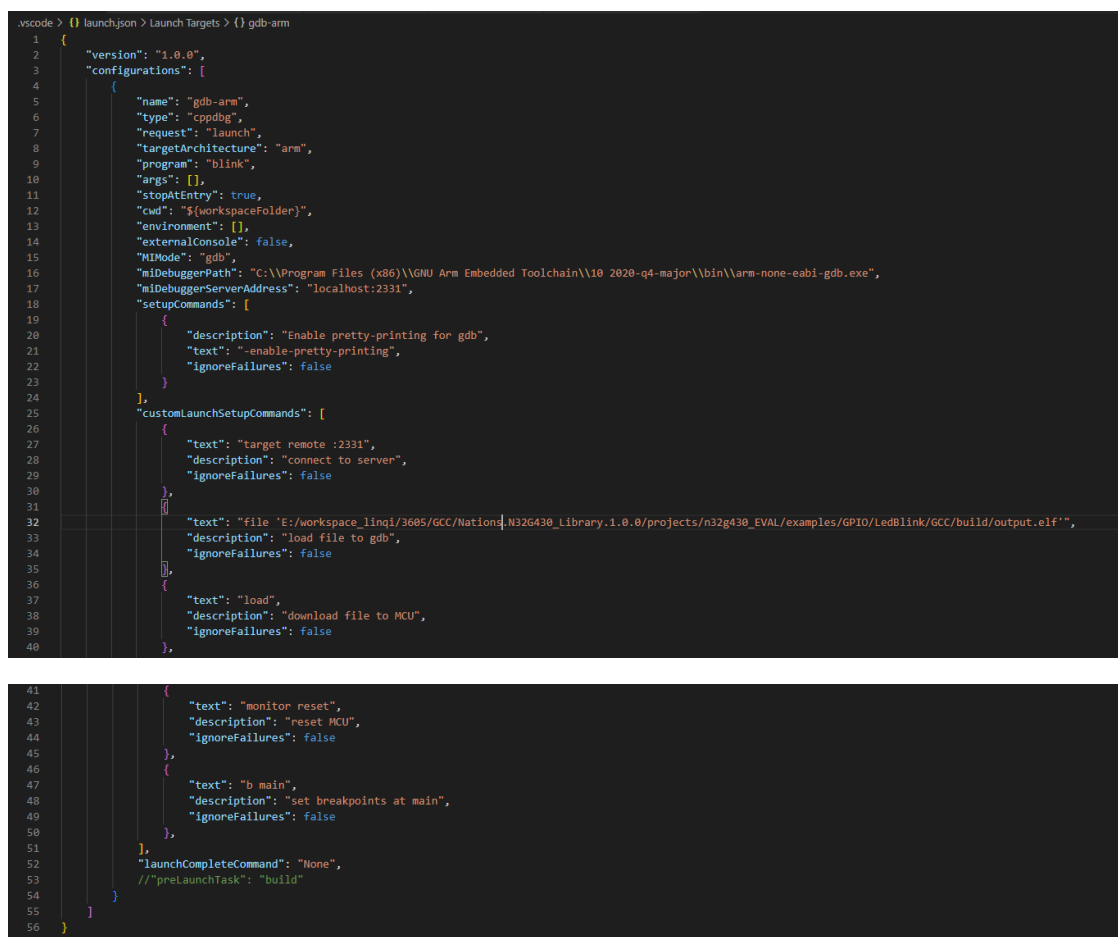 .vscode > {} launch.json > Launch Targets > {} gdb-arm
1 {
2 "version": "1.0.0",
3 "configurations": [
4 {
5 "name": "gdb-arm",
6 "type": "cppdbg",
7 "request": "launch",
8 "targetArchitecture": "arm",
9 "program": "blink",
10 "args": [],
11 "stopAtEntry": true,
12 "cwd": "${workspaceFolder}",
13 "environment": [],
14 "externalConsole": false,
15 "MIMode": "gdb",
16 "miDebuggerPath": "C:\\Program Files (x86)\\GNU Arm Embedded Toolchain\\10 2020-q4-major\\bin\\arm-none-eabi-gdb.exe",
17 "miDebuggerServerAddress": "localhost:2331",
18 "setupCommands": [
19 {
20 "description": "Enable pretty-printing for gdb",
21 "text": "-enable-pretty-printing",
22 "ignoreFailures": false
23 }
24 ],
25 "customLaunchSetupCommands": [
26 {
27 "text": "target remote :2331",
28 "description": "connect to server",
29 "ignoreFailures": false
30 },
31 {
32 "text": "file 'E:/workspace_linqi/3605/GCC/Nations.N32G430_Library.1.0.0/projects/n32g430_EVAL/examples/GPIO/LedBlink/GCC/build/output.elf'",
33 "description": "load file to gdb",
34 "ignoreFailures": false
35 },
36 {
37 "text": "load",
38 "description": "download file to MCU",
39 "ignoreFailures": false
40 },
41 {
42 "text": "monitor reset",
43 "description": "reset MCU",
44 "ignoreFailures": false
45 },
46 {
47 "text": "b main",
48 "description": "set breakpoints at main",
49 "ignoreFailures": false
50 },
51 ],
52 "launchCompleteCommand": "None",
53 //"preLaunchTask": "build"
54 }
55 ]
56 }